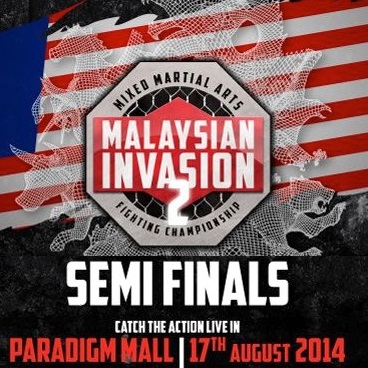 MIXED MARTIAL ARTS
MALAYSIAN
INVASION
2
FIGHTING CHAMPIONSHIP
SEMI FINALS
CATCH THE ACTION LIVE IN
PARADIGM MALL | 17TH AUGUST 2014